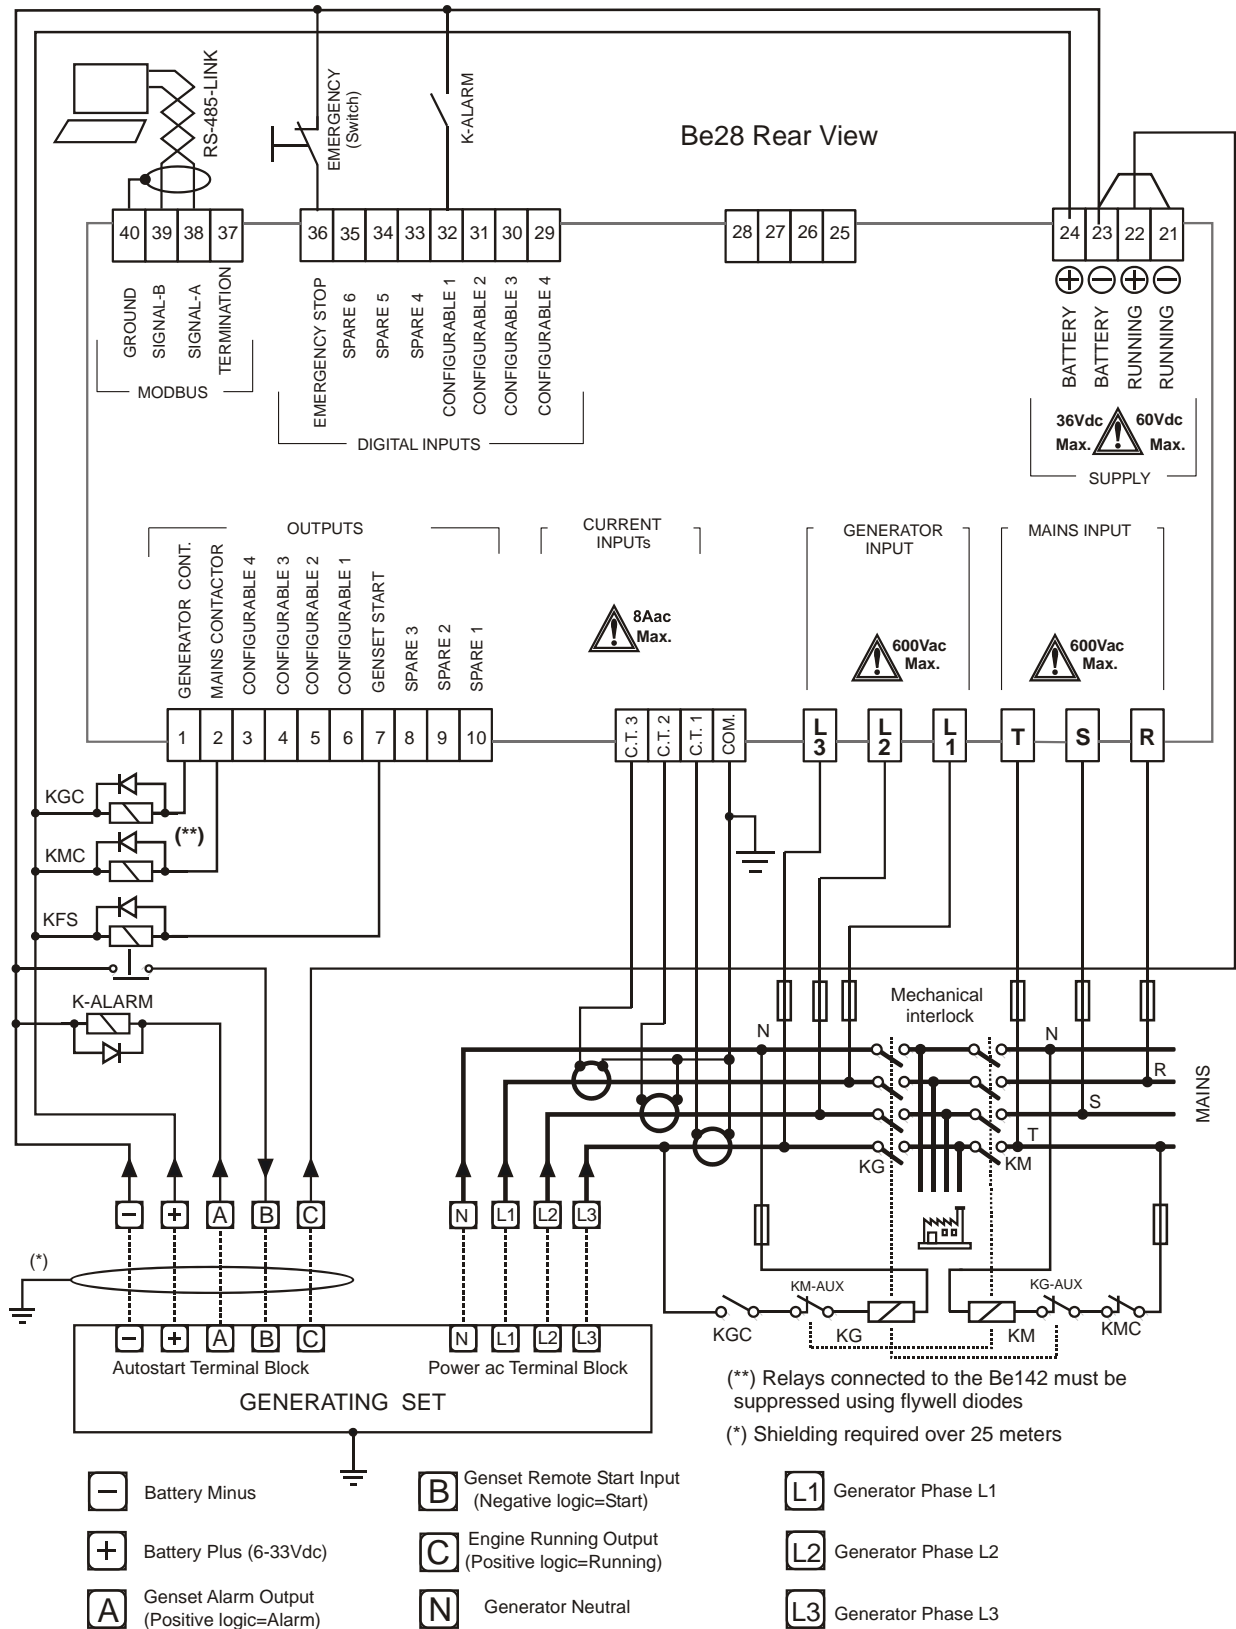 RS-485-LINK
EMERGENCY
(Switch)
K-ALARM
Be28 Rear View
40 39 38 37
36 35 34 33 32 31 30 29
28 27 26 25
24 23 22 21
GROUND
SIGNAL-B
SIGNAL-A
TERMINATION
MODBUS
EMERGENCY STOP
SPARE 6
SPARE 5
SPARE 4
CONFIGURABLE 1
CONFIGURABLE 2
CONFIGURABLE 3
CONFIGURABLE 4
DIGITAL INPUTS
+ − + −
BATTERY
BATTERY
RUNNING
RUNNING
36Vdc
Max.
!
60Vdc
Max.
SUPPLY
OUTPUTS
GENERATOR CONT.
MAINS CONTACTOR
CONFIGURABLE 4
CONFIGURABLE 3
CONFIGURABLE 2
CONFIGURABLE 1
GENSET START
SPARE 3
SPARE 2
SPARE 1
CURRENT
INPUTs
!
8Aac
Max.
GENERATOR
INPUT
!
600Vac
Max.
MAINS INPUT
!
600Vac
Max.
1 2 3 4 5 6 7 8 9 10
C.T. 3
C.T. 2
C.T. 1
COM.
L3
L2
L1
T
S
R
KGC
(**)
KMC
KFS
K-ALARM
Mechanical
interlock
N
N
R
S
T
MAINS
KG
KM
− + A B C
N L1 L2 L3
(*)
− + A B C
N L1 L2 L3
Autostart Terminal Block
Power ac Terminal Block
GENERATING SET
KGC
KM-AUX
KG
KM
KG-AUX
KMC
(**) Relays connected to the Be142 must be
suppressed using flywell diodes
(*) Shielding required over 25 meters
− Battery Minus
+ Battery Plus (6-33Vdc)
A Genset Alarm Output
(Positive logic=Alarm)
B Genset Remote Start Input
(Negative logic=Start)
C Engine Running Output
(Positive logic=Running)
N Generator Neutral
L1 Generator Phase L1
L2 Generator Phase L2
L3 Generator Phase L3